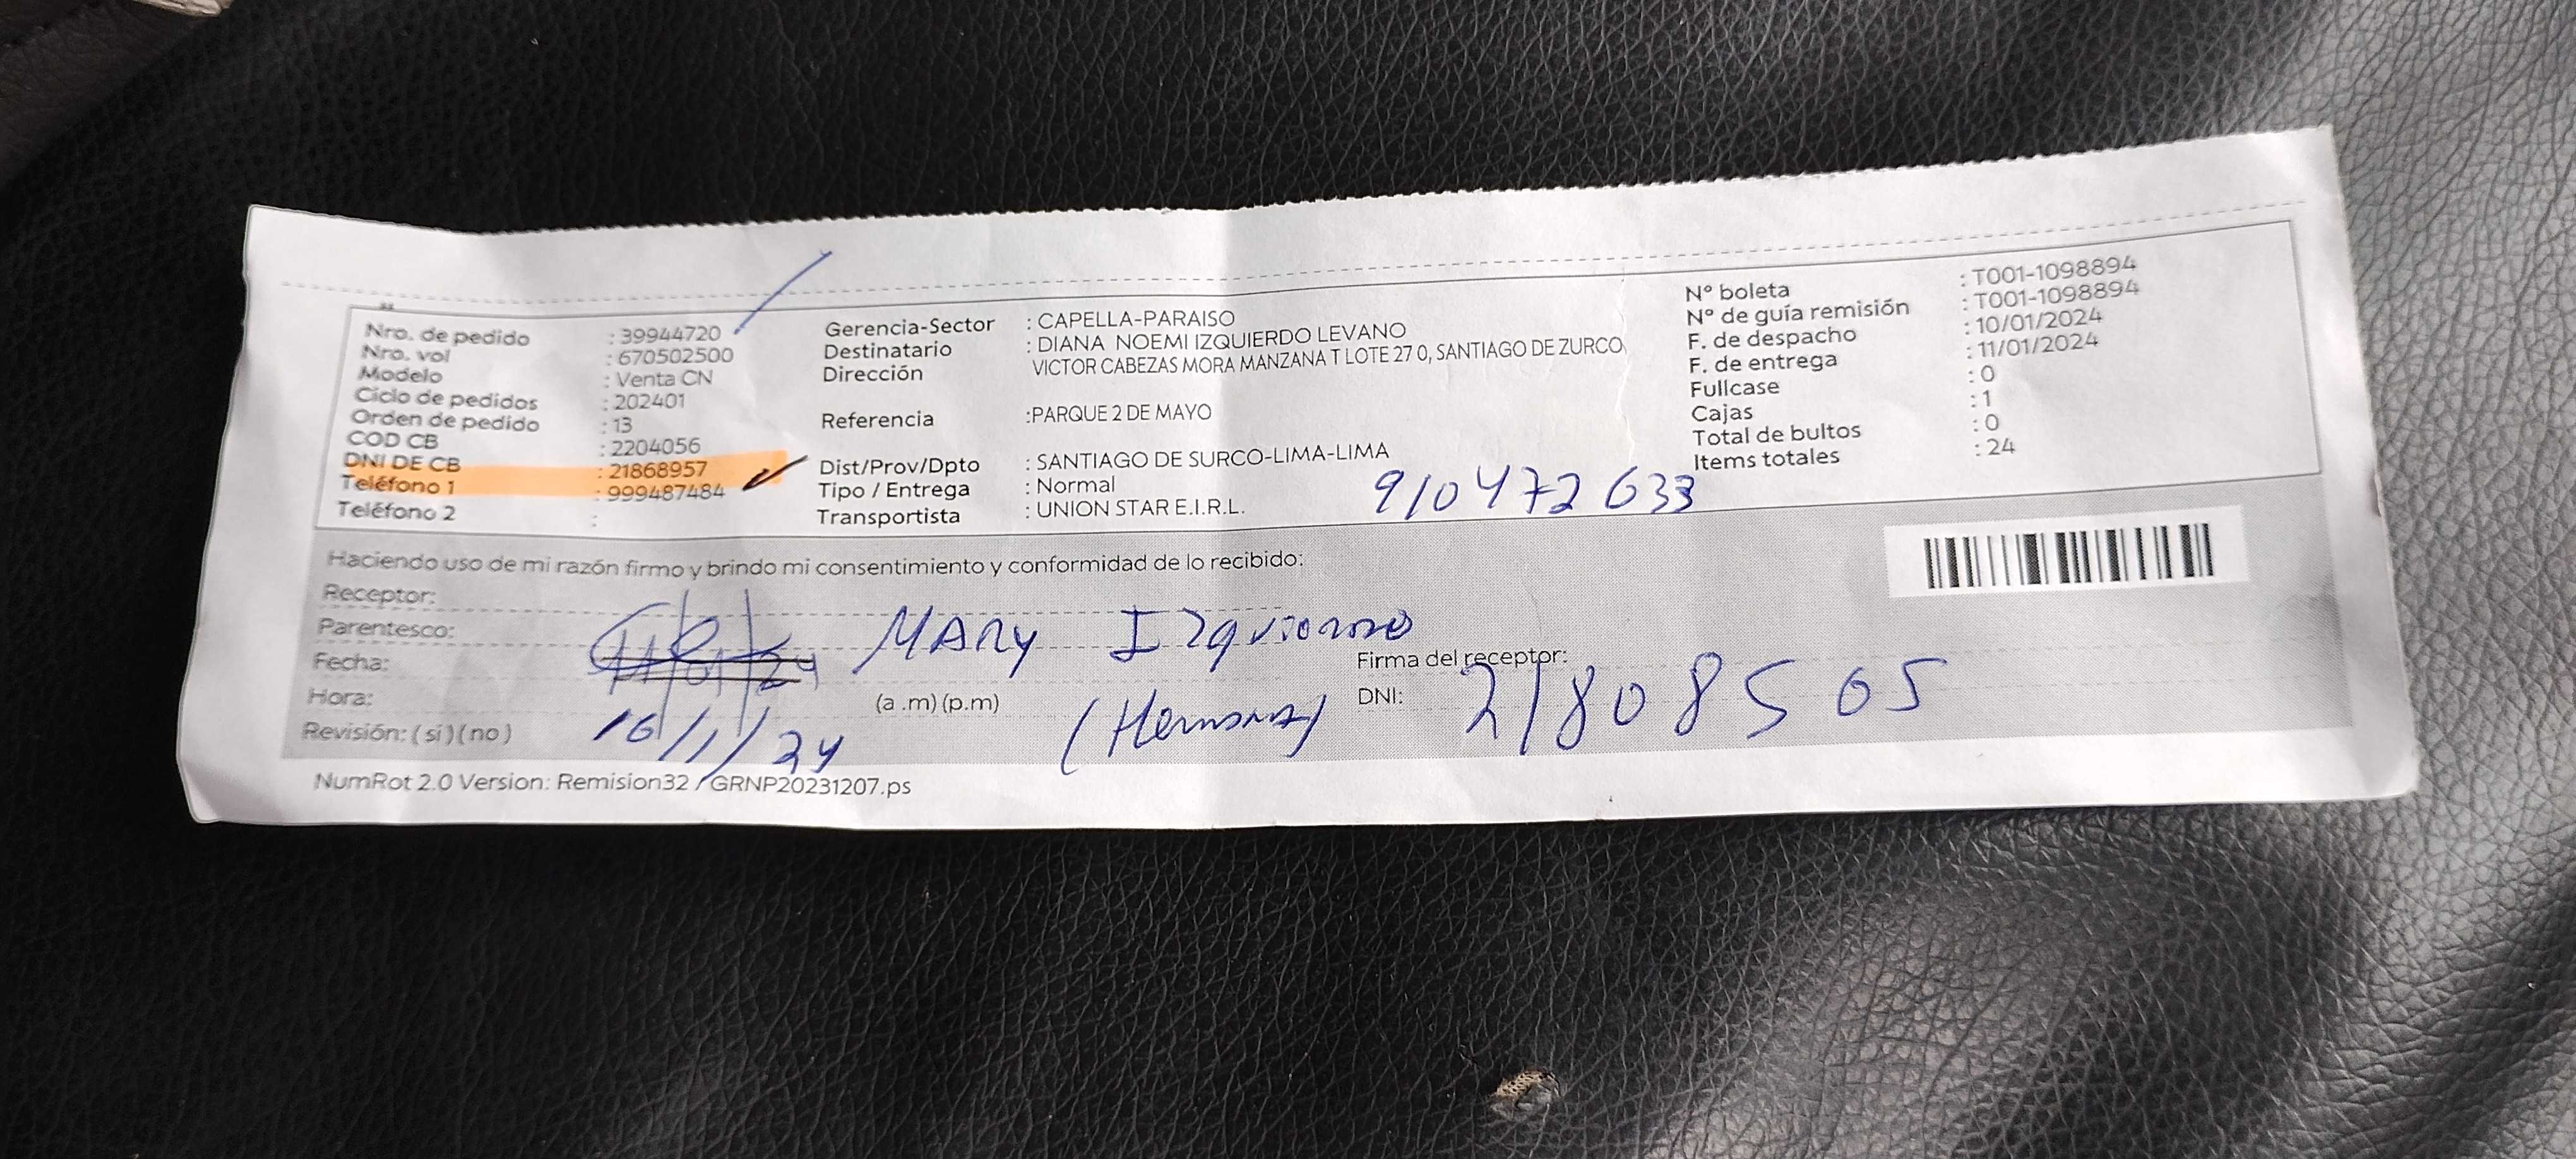 Nro. de pedido : 39944720
Nro. vol : 670502500
Modelo : Venta CN
Ciclo de pedidos : 202401
Orden de pedido : 13
COD CB : 2204056
DNI DE CB : 21868957
Teléfono 1 : 999487484
Teléfono 2 :
Gerencia-Sector : CAPELLA-PARAISO
Destinatario : DIANA NOEMI IZQUIERDO LEVANO
Dirección VICTOR CABEZAS MORA MANZANA T LOTE 27 0, SANTIAGO DE ZURCO
Referencia :PARQUE 2 DE MAYO
Dist/Prov/Dpto : SANTIAGO DE SURCO-LIMA-LIMA
Tipo / Entrega : Normal
Transportista : UNION STAR E.I.R.L.
910472633
Nº boleta : T001-1098894
Nº de guía remisión : T001-1098894
F. de despacho : 10/01/2024
F. de entrega : 11/01/2024
Fullcase : 0
Cajas : 1
Total de bultos : 0
Items totales : 24
Haciendo uso de mi razón firmo y brindo mi consentimiento y conformidad de lo recibido:
Receptor:
Parentesco: MARY Izquierdo
Fecha: 11/01/24
Firma del receptor:
Hora: (a .m) (p.m) (Hermana)
DNI: 21808565
Revisión: ( si ) ( no ) 16/1/24
NumRot 2.0 Version: Remision32 / GRNP20231207.ps